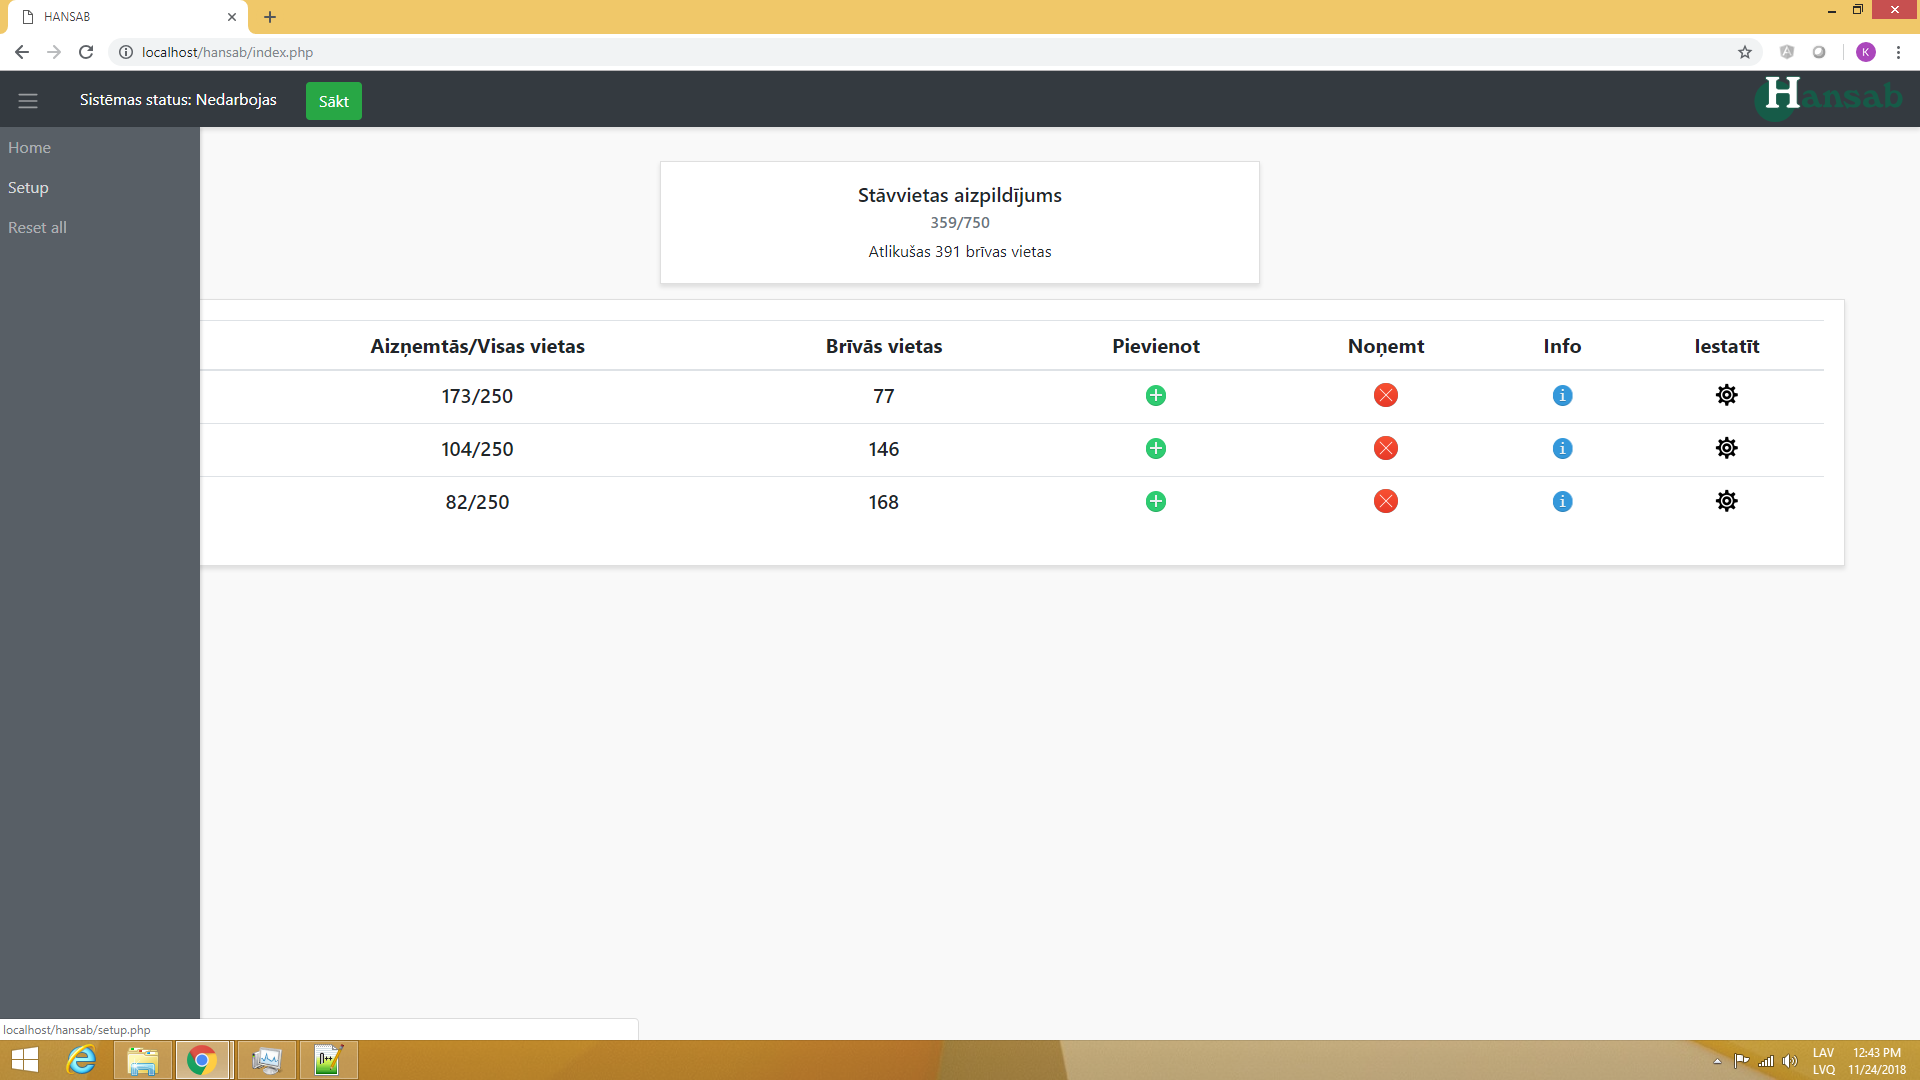 HANSAB
localhost/hansab/index.php
K
Sistēmas status: Nedarbojas
Sākt
Hansab
Home
Setup
Reset all
Stāvvietas aizpildījums
359/750
Atlikušas 391 brīvas vietas
Aizņemtās/Visas vietas Brīvās vietas Pievienot Noņemt Info Iestatīt
173/250 77
104/250 146
82/250 168
localhost/hansab/setup.php
LAV 12:43 PM
LVQ 11/24/2018